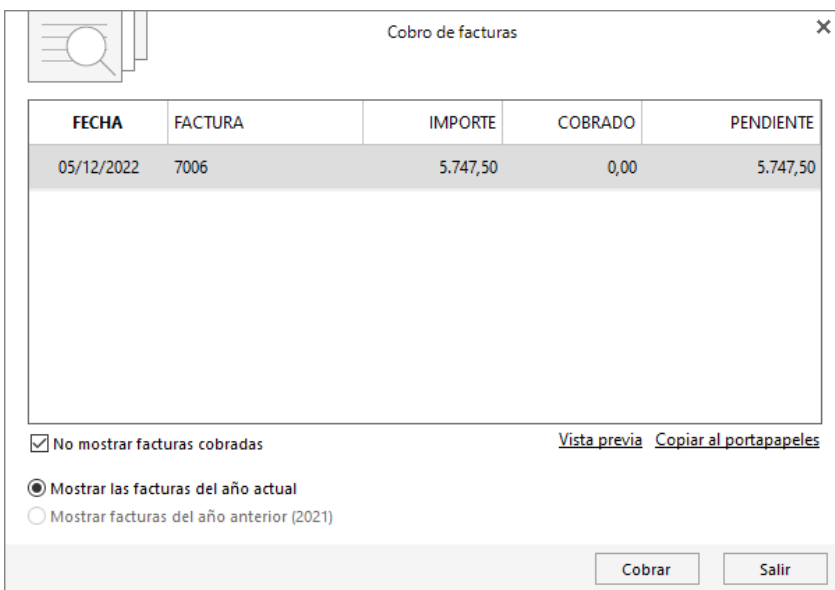 Cobro de facturas
FECHA FACTURA IMPORTE COBRADO PENDIENTE
05/12/2022 7006 5.747,50 0,00 5.747,50
No mostrar facturas cobradas Vista previa Copiar al portapapeles
Mostrar las facturas del año actual
Mostrar facturas del año anterior (2021)
Cobrar Salir